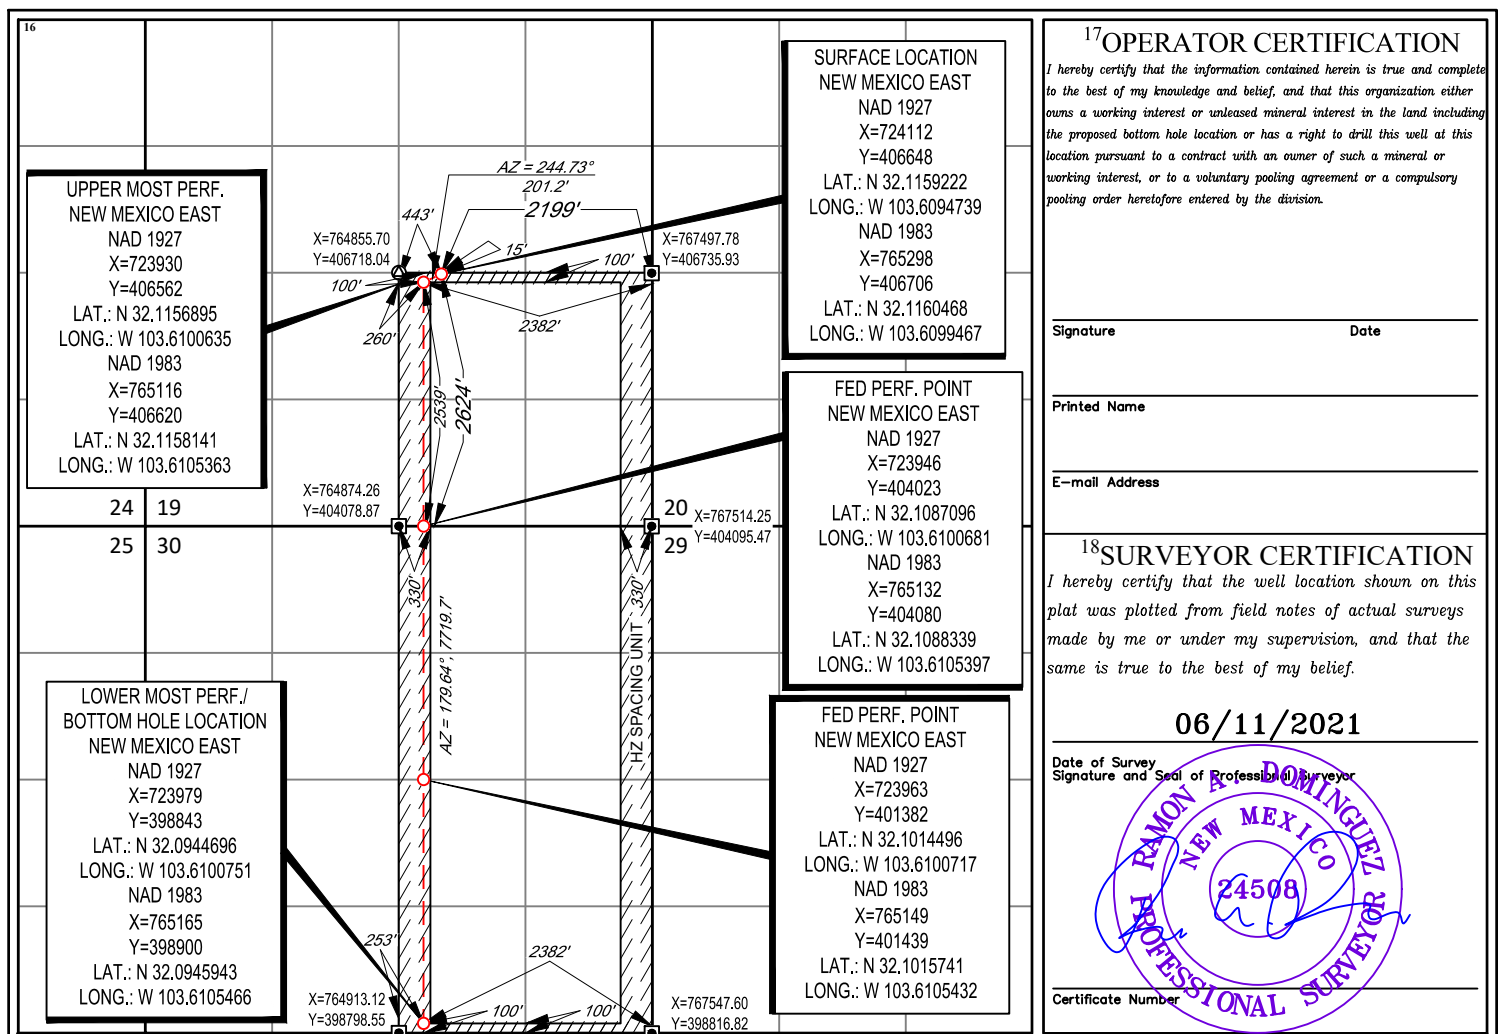 16
SURFACE LOCATION
NEW MEXICO EAST
NAD 1927
X=724112
Y=406648
LAT.: N 32.1159222
LONG.: W 103.6094739
NAD 1983
X=765298
Y=406706
LAT.: N 32.1160468
LONG.: W 103.6099467
UPPER MOST PERF.
NEW MEXICO EAST
NAD 1927
X=723930
Y=406562
LAT.: N 32.1156895
LONG.: W 103.6100635
NAD 1983
X=765116
Y=406620
LAT.: N 32.1158141
LONG.: W 103.6105363
AZ = 244.73°
201.2'
2199'
443'
15'
X=764855.70
Y=406718.04
X=767497.78
Y=406735.93
100'
100'
260'
2382'
2539'
2624'
FED PERF. POINT
NEW MEXICO EAST
NAD 1927
X=723946
Y=404023
LAT.: N 32.1087096
LONG.: W 103.6100681
NAD 1983
X=765132
Y=404080
LAT.: N 32.1088339
LONG.: W 103.6105397
X=764874.26
Y=404078.87
24 19
25 30
20
29
X=767514.25
Y=404095.47
330'
330'
AZ = 179.64°, 7719.7'
HZ SPACING UNIT
LOWER MOST PERF./
BOTTOM HOLE LOCATION
NEW MEXICO EAST
NAD 1927
X=723979
Y=398843
LAT.: N 32.0944696
LONG.: W 103.6100751
NAD 1983
X=765165
Y=398900
LAT.: N 32.0945943
LONG.: W 103.6105466
FED PERF. POINT
NEW MEXICO EAST
NAD 1927
X=723963
Y=401382
LAT.: N 32.1014496
LONG.: W 103.6100717
NAD 1983
X=765149
Y=401439
LAT.: N 32.1015741
LONG.: W 103.6105432
253'
2382'
100'
100'
X=764913.12
Y=398798.55
X=767547.60
Y=398816.82
17OPERATOR CERTIFICATION
I hereby certify that the information contained herein is true and complete
to the best of my knowledge and belief, and that this organization either
owns a working interest or unleased mineral interest in the land including
the proposed bottom hole location or has a right to drill this well at this
location pursuant to a contract with an owner of such a mineral or
working interest, or to a voluntary pooling agreement or a compulsory
pooling order heretofore entered by the division.
Signature Date
Printed Name
E-mail Address
18SURVEYOR CERTIFICATION
I hereby certify that the well location shown on this
plat was plotted from field notes of actual surveys
made by me or under my supervision, and that the
same is true to the best of my belief.
06/11/2021
Date of Survey
Signature and Seal of Professional Surveyor
RAMON A. DOMINGUEZ
NEW MEXICO
24508
PROFESSIONAL SURVEYOR
Certificate Number